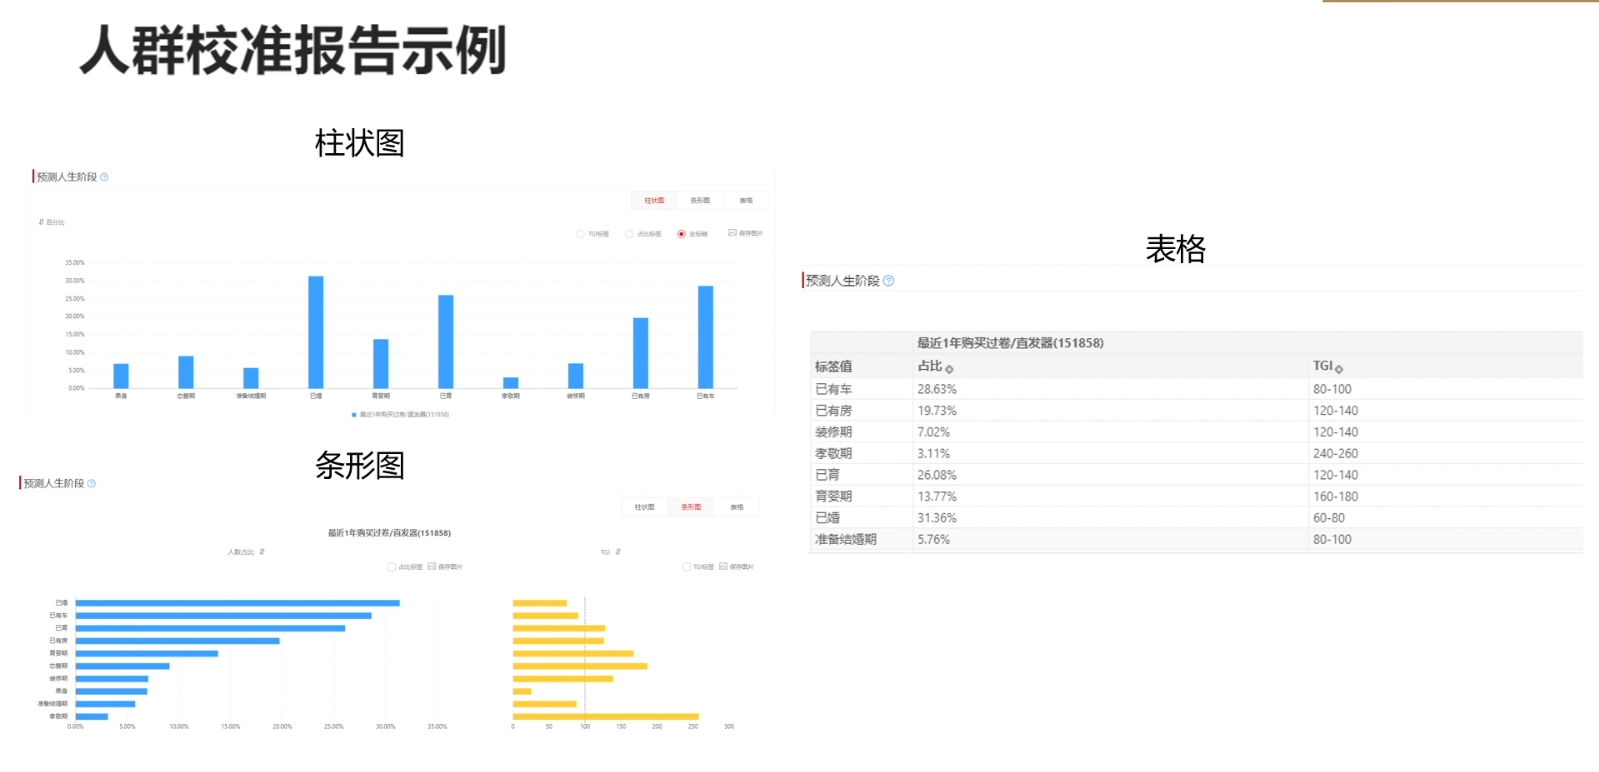 人群校准报告示例
柱状图
预测人生阶段
柱状图 条形图 表格
百分比
TGI标签 占比标签 坐标轴 保存图片
35.00%
30.00%
25.00%
20.00%
15.00%
10.00%
5.00%
0.00%
单身 恋爱期 准备结婚期 已婚 育婴期 已育 孝敬期 装修期 已有房 已有车
最近1年购买过卷/直发器(151858)
条形图
预测人生阶段
柱状图 条形图 表格
最近1年购买过卷/直发器(151858)
人数占比 TGI
占比标签 保存图片 TGI标签 保存图片
已婚
已有车
已育
已有房
育婴期
恋爱期
装修期
单身
准备结婚期
孝敬期
0.00% 5.00% 10.00% 15.00% 20.00% 25.00% 30.00% 35.00%
0 50 100 150 200 250 300
表格
预测人生阶段
最近1年购买过卷/直发器(151858)
标签值 占比 TGI
已有车 28.63% 80-100
已有房 19.73% 120-140
装修期 7.02% 120-140
孝敬期 3.11% 240-260
已育 26.08% 120-140
育婴期 13.77% 160-180
已婚 31.36% 60-80
准备结婚期 5.76% 80-100